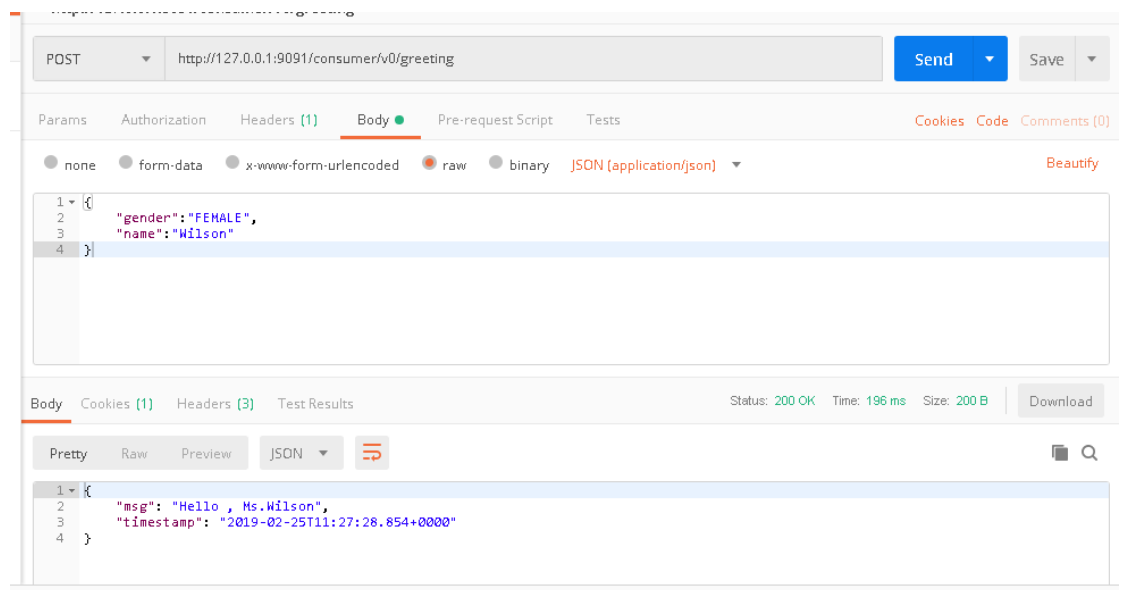 POST http://127.0.0.1:9091/consumer/v0/greeting Send Save
Params Authorization Headers (1) Body Pre-request Script Tests Cookies Code Comments (0)
none form-data x-www-form-urlencoded raw binary JSON (application/json) Beautify
1 {
2 "gender":"FEMALE",
3 "name":"Wilson"
4 }
Body Cookies (1) Headers (3) Test Results Status: 200 OK Time: 196 ms Size: 200 B Download
Pretty Raw Preview JSON
1 {
2 "msg": "Hello , Ms.Wilson",
3 "timestamp": "2019-02-25T11:27:28.854+0000"
4 }